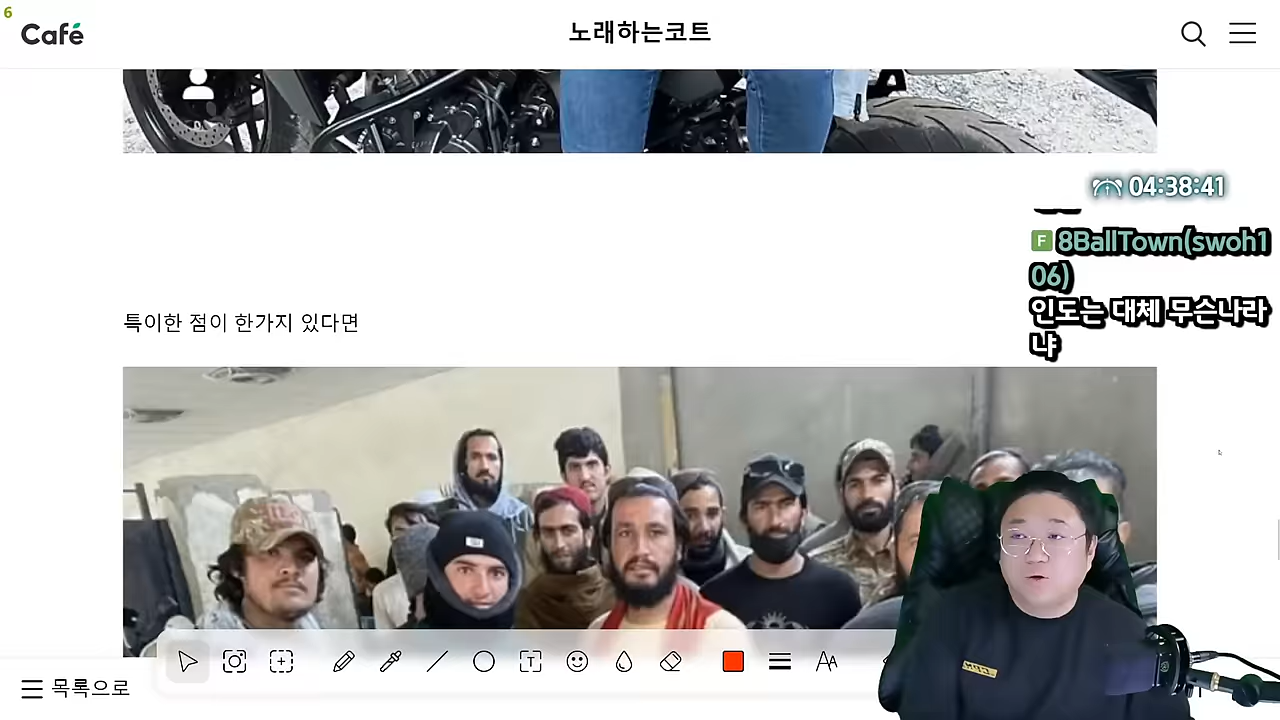 6
Café
노래하는코트
04:38:41
F 8BallTown(swoh1
06)
인도는 대체 무슨나라
냐
특이한 점이 한가지 있다면
T
AA
목록으로